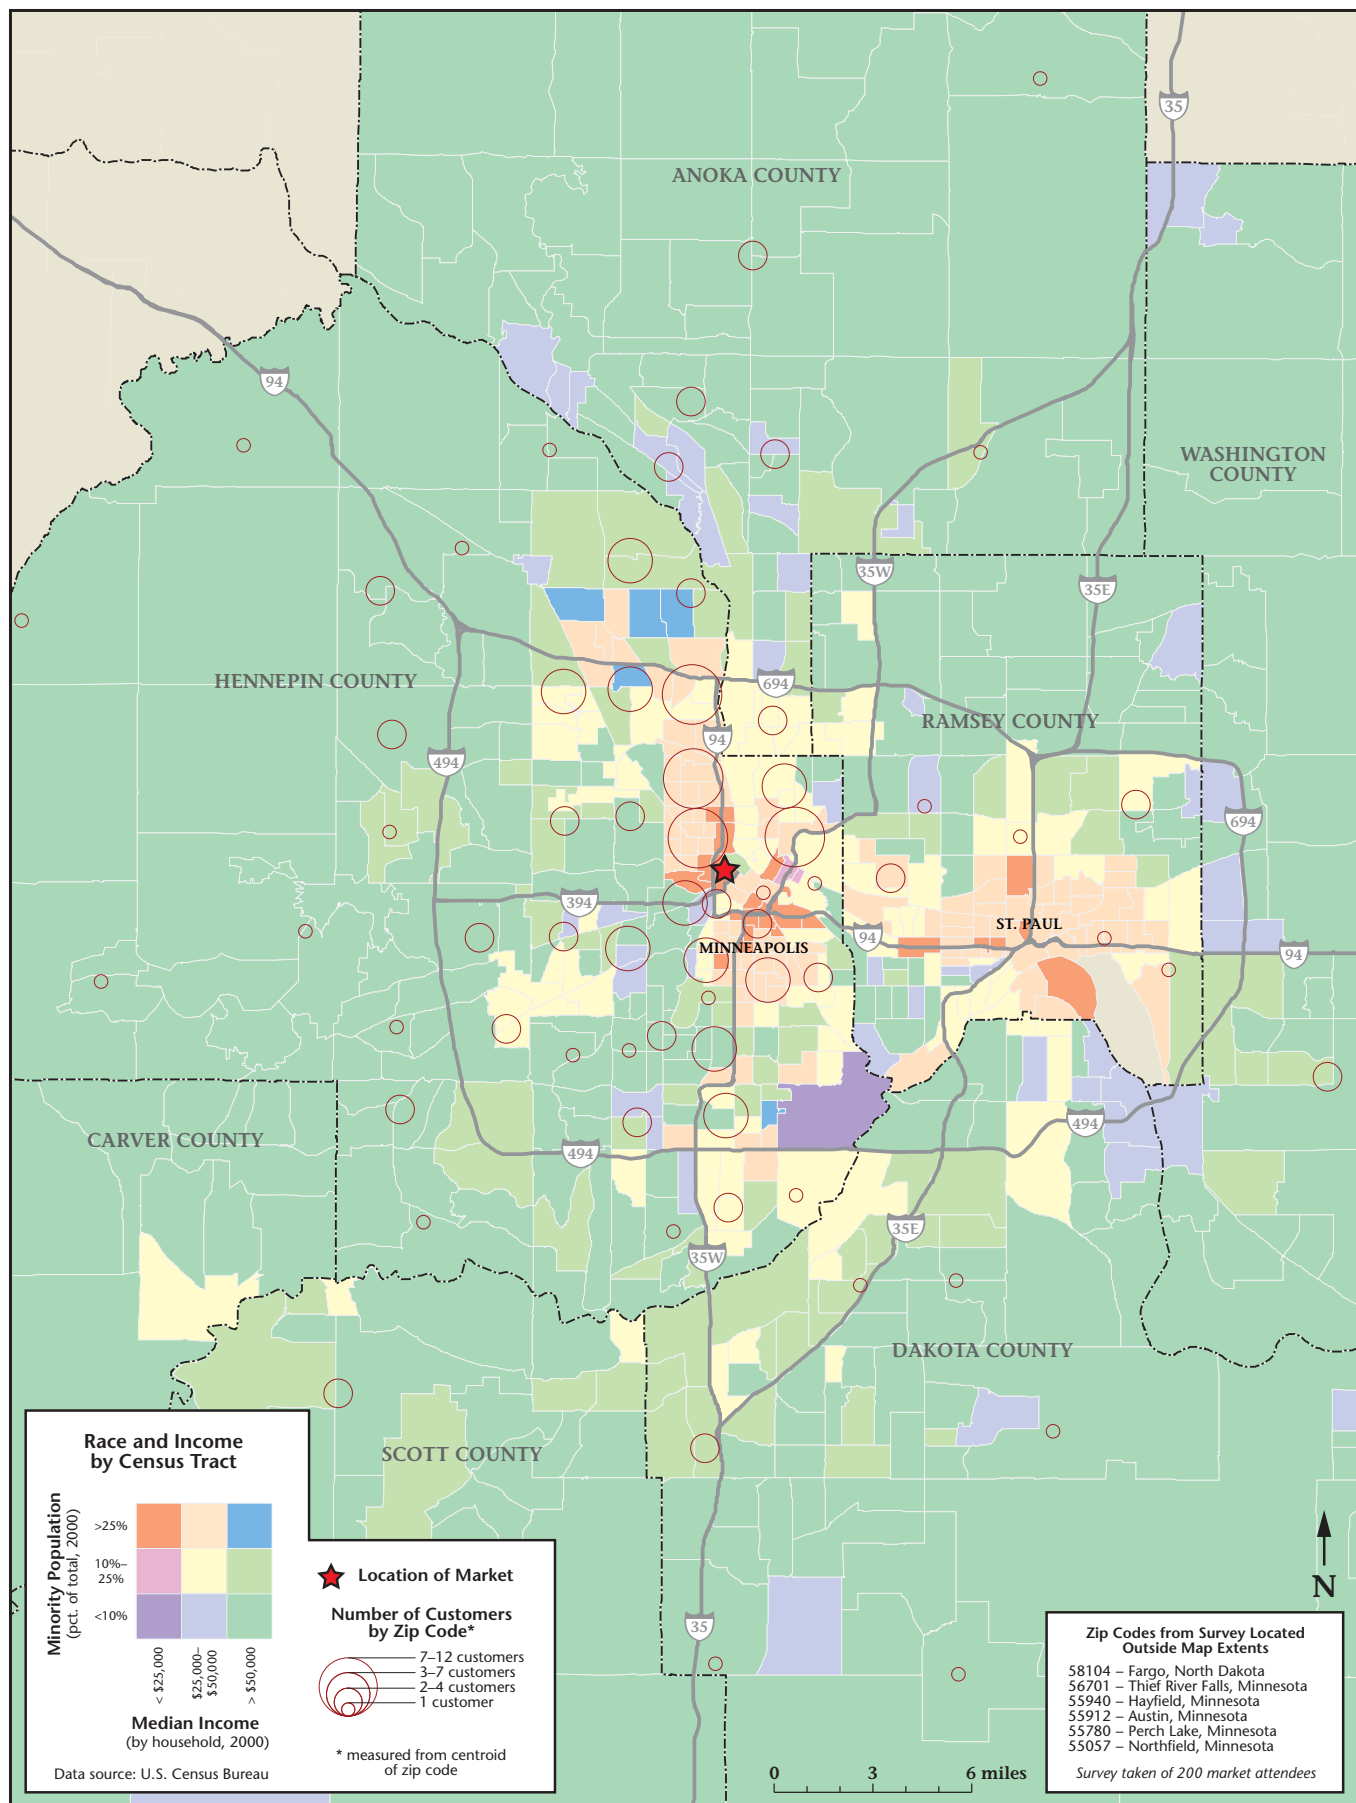 35
ANOKA COUNTY
94
WASHINGTON
COUNTY
35W
35E
HENNEPIN COUNTY
694
RAMSEY COUNTY
94
494
694
394
ST. PAUL
94
MINNEAPOLIS
94
CARVER COUNTY
494
494
35E
35W
DAKOTA COUNTY
SCOTT COUNTY
35
Race and Income
by Census Tract
Minority Population
(pct. of total, 2000)
>25%
10%–
25%
<10%
< $25,000
$25,000–
$50,000
> $50,000
Median Income
(by household, 2000)
Data source: U.S. Census Bureau
Location of Market
Number of Customers
by Zip Code*
7–12 customers
3–7 customers
2–4 customers
1 customer
* measured from centroid
of zip code
0 3 6 miles
N
Zip Codes from Survey Located
Outside Map Extents
58104 – Fargo, North Dakota
56701 – Thief River Falls, Minnesota
55940 – Hayfield, Minnesota
55912 – Austin, Minnesota
55780 – Perch Lake, Minnesota
55057 – Northfield, Minnesota
Survey taken of 200 market attendees